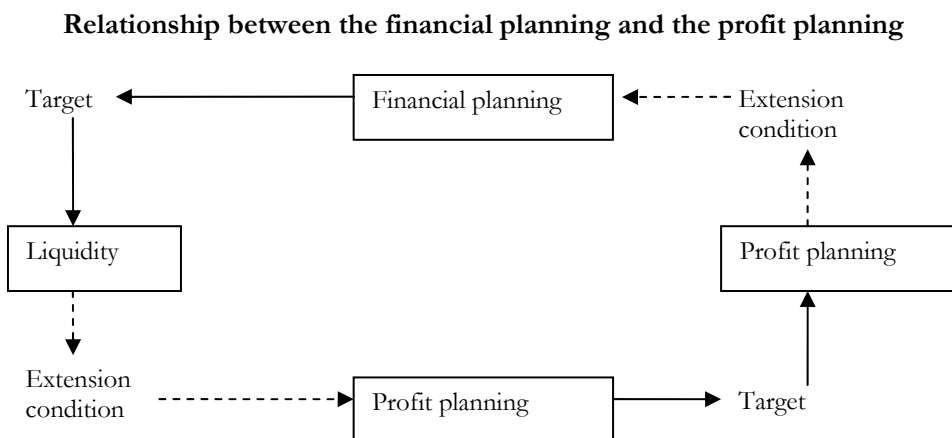 Relationship between the financial planning and the profit planning
Target
Financial planning
Extension
condition
Liquidity
Profit planning
Extension
condition
Profit planning
Target